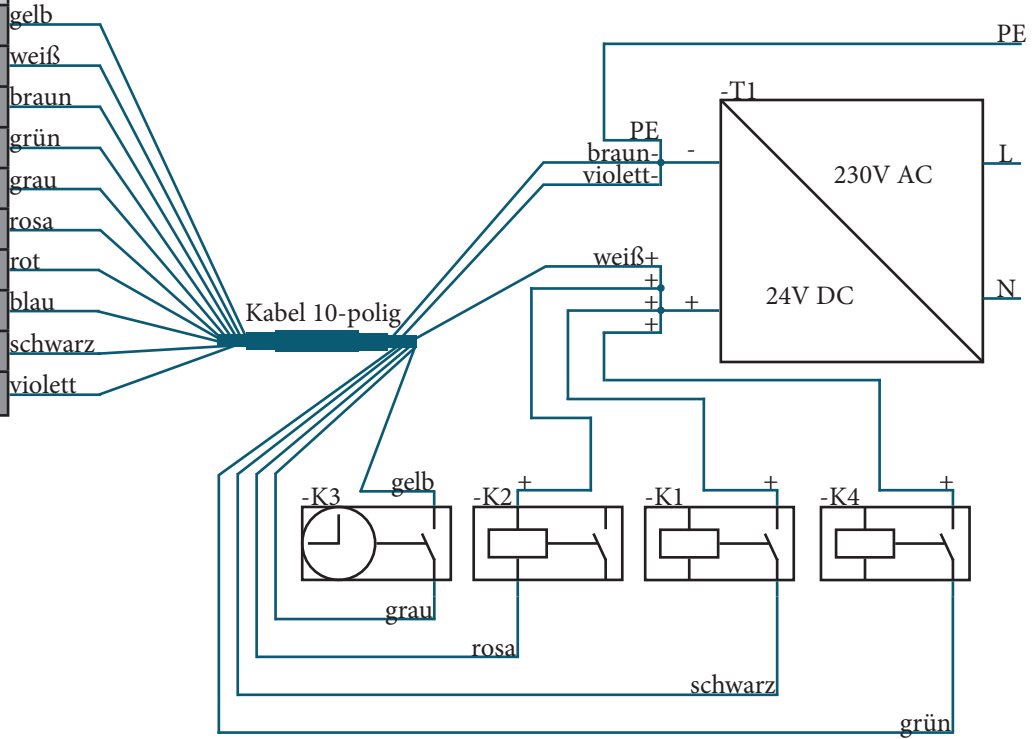 gelb
weiß
braun
grün
grau
rosa
rot
blau
schwarz
violett
Kabel 10-polig
PE
-T1
PE
braun-
violett-
-
230V AC
L
weiß+
+
+
+
+
24V DC
N
-K3
gelb
-K2
+
-K1
+
-K4
+
grau
rosa
schwarz
grün